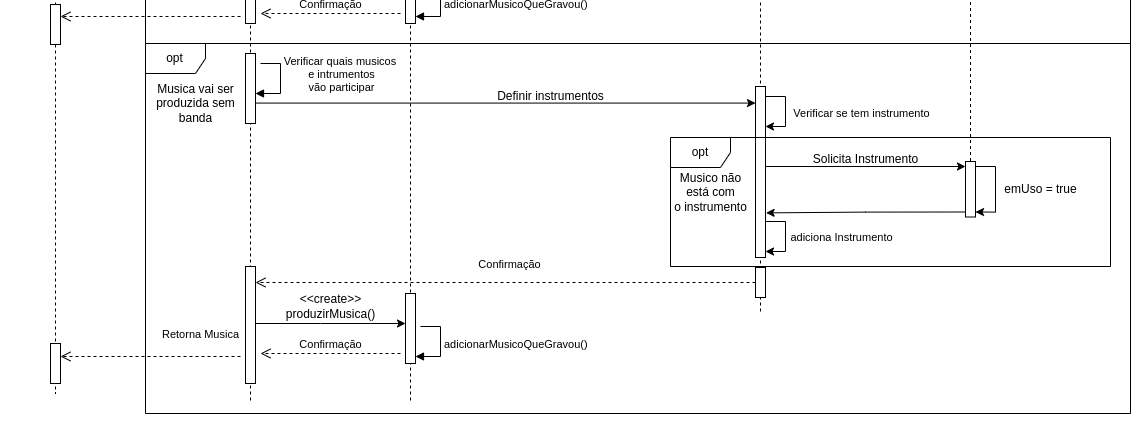 Confirmação
adicionarMusicoQueGravou()
opt
Musica vai ser
produzida sem
banda
Verificar quais musicos
e intrumentos
vão participar
Definir instrumentos
Verificar se tem instrumento
opt
Musico não
está com
o instrumento
Solicita Instrumento
emUso = true
adiciona Instrumento
Confirmação
<<create>>
produzirMusica()
Retorna Musica
Confirmação
adicionarMusicoQueGravou()